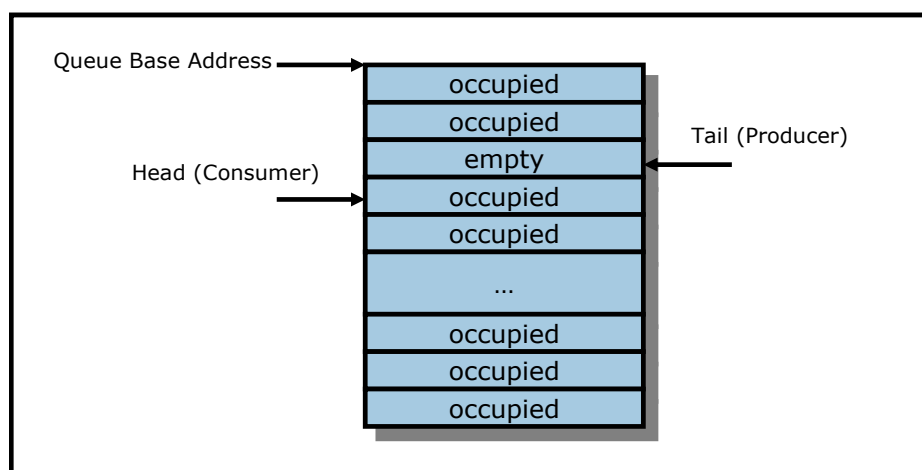 Queue Base Address
occupied
occupied
Tail (Producer)
empty
Head (Consumer)
occupied
occupied
...
occupied
occupied
occupied